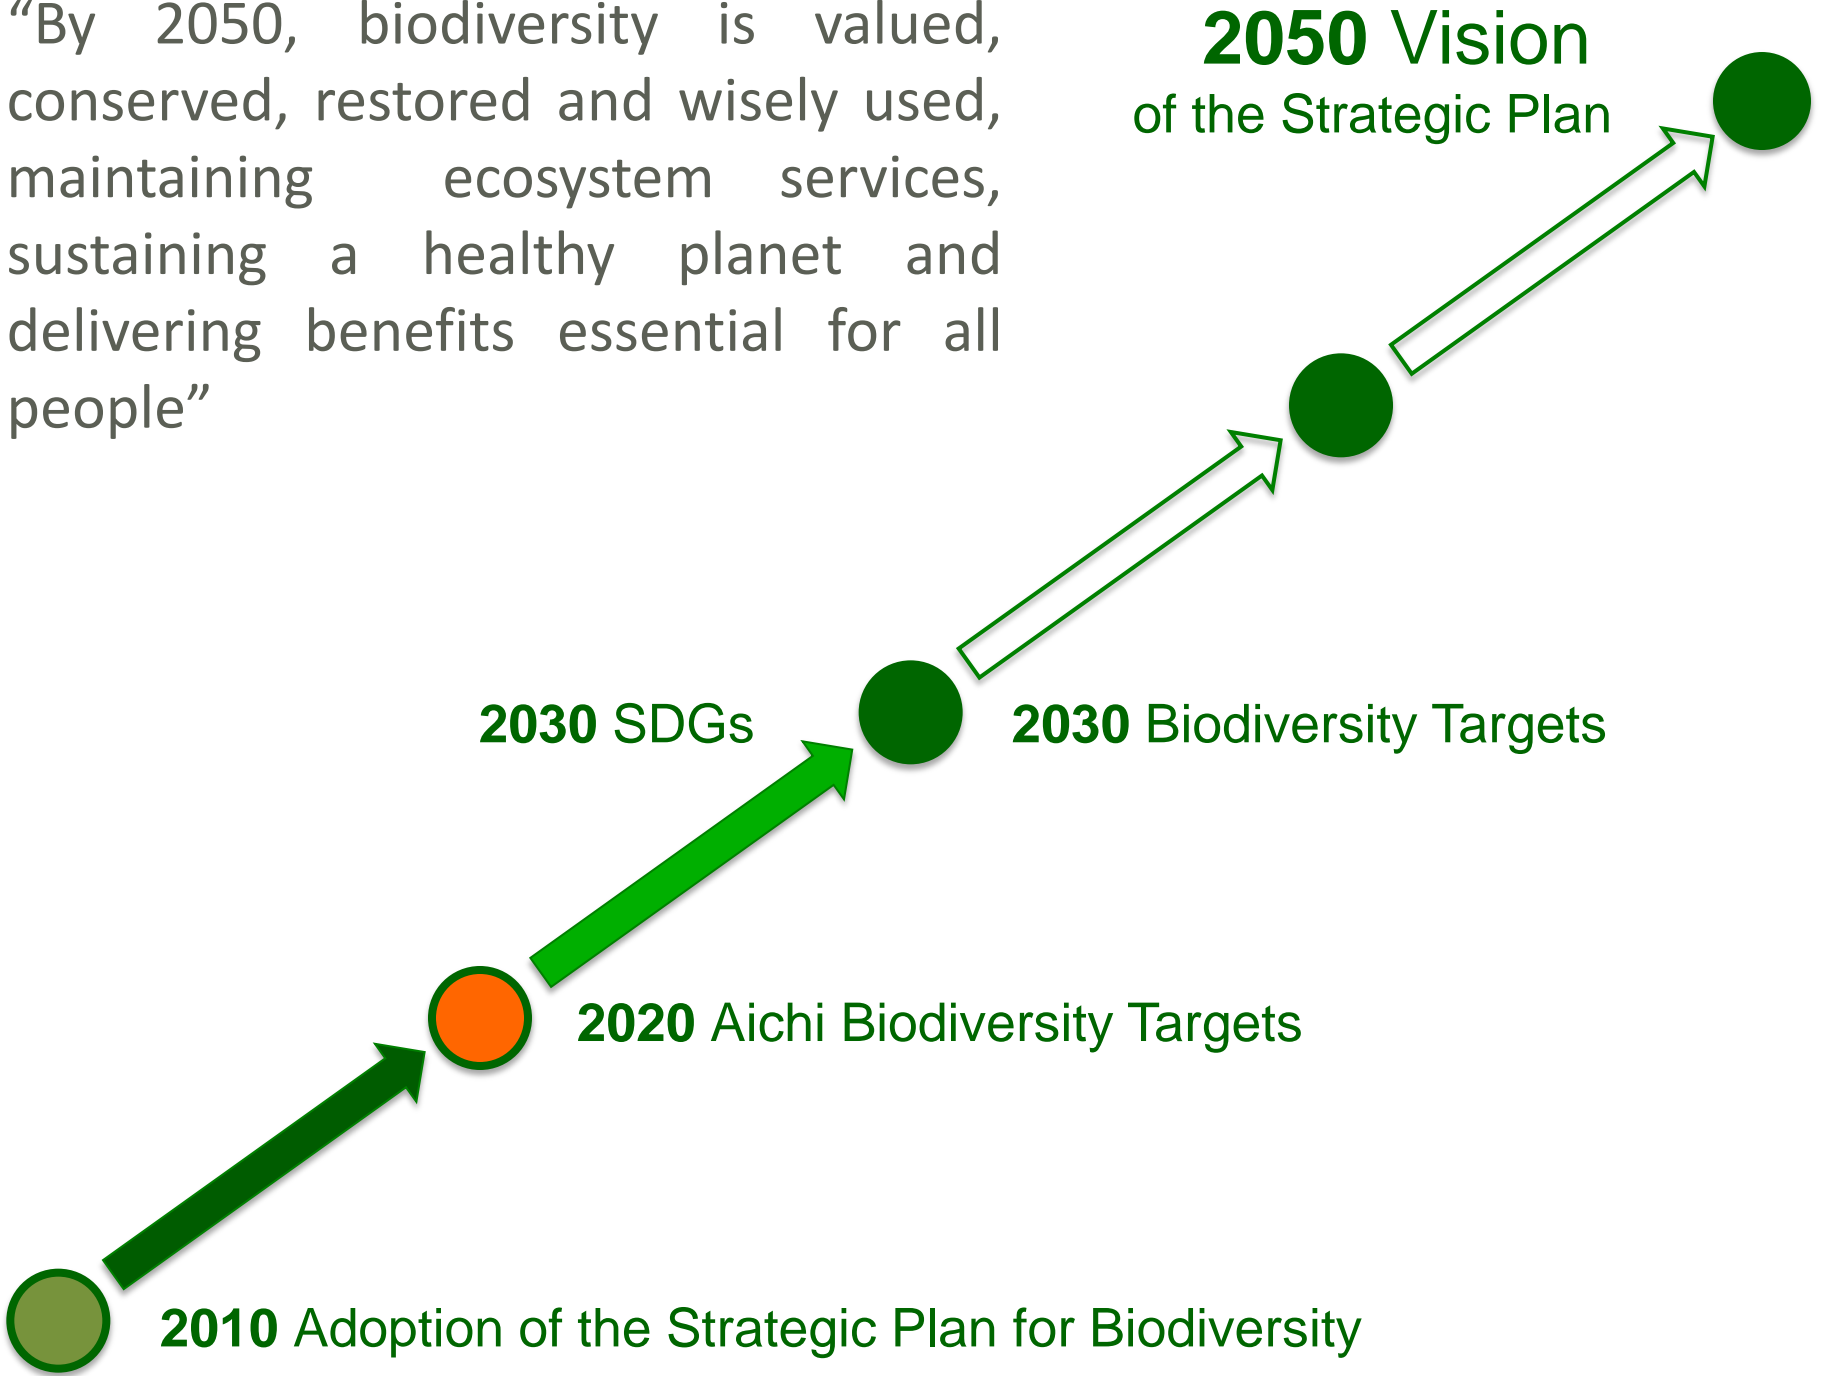 “By 2050, biodiversity is valued,
conserved, restored and wisely used,
maintaining ecosystem services,
sustaining a healthy planet and
delivering benefits essential for all
people”
2050 Vision
of the Strategic Plan
2030 SDGs
2030 Biodiversity Targets
2020 Aichi Biodiversity Targets
2010 Adoption of the Strategic Plan for Biodiversity